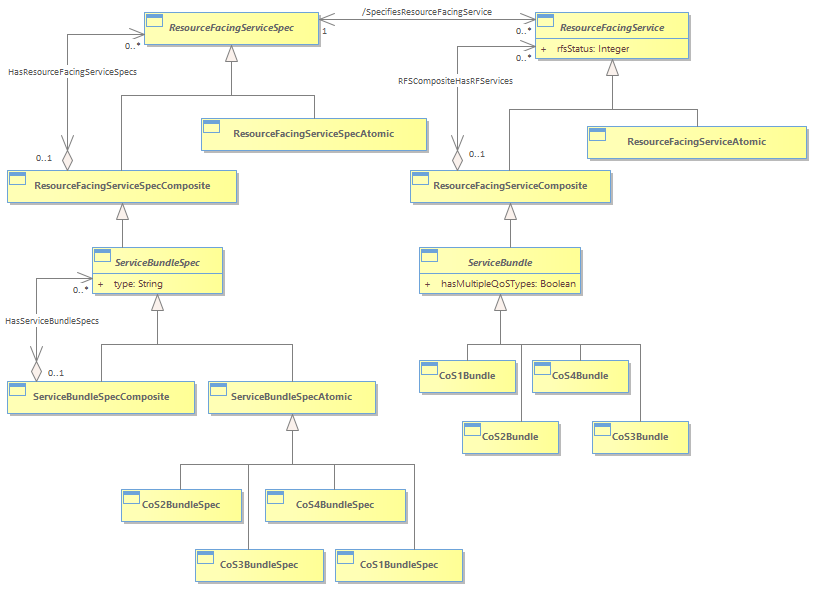 /SpecifiesResourceFacingService
ResourceFacingServiceSpec
ResourceFacingService
1
0..*
0..*
+ rfsStatus: Integer
0..*
HasResourceFacingServiceSpecs
RFSCompositeHasRFServices
ResourceFacingServiceSpecAtomic
ResourceFacingServiceAtomic
0..1
0..1
ResourceFacingServiceSpecComposite
ResourceFacingServiceComposite
ServiceBundleSpec
ServiceBundle
+ type: String
+ hasMultipleQoSTypes: Boolean
0..*
HasServiceBundleSpecs
0..1
CoS1Bundle
CoS4Bundle
ServiceBundleSpecComposite
ServiceBundleSpecAtomic
CoS2Bundle
CoS3Bundle
CoS2BundleSpec
CoS4BundleSpec
CoS3BundleSpec
CoS1BundleSpec